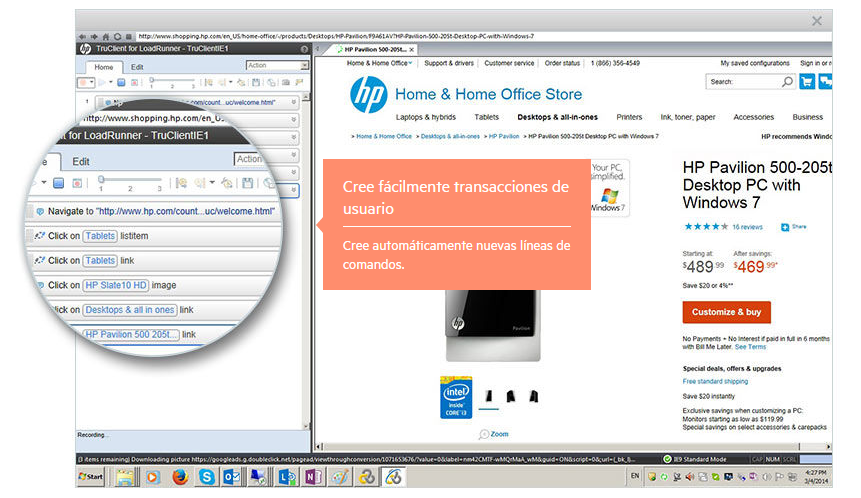 http://www.shopping.hp.com/en_US/home-office/-/products/Desktops/HP-Pavilion/F9A61AV?HP-Pavilion-500-205t-Desktop-PC-with-Windows-7
TruClient for LoadRunner - TruClientIE1
HP Pavilion 500-205t...
Home Edit
Action
1 2 3
1
hp.com/count...uc/welcome.html"
http://www.shopping.hp.com/en_US
t for LoadRunner - TruClientIE1
e Edit
Action
1 2 3
Navigate to "http://www.hp.com/count...uc/welcome.html"
Click on Tablets listitem
Click on Tablets link
Click on HP Slate10 HD image
lick on Desktops & all in ones link
HP Pavilion 500 205t... link
Recording...
Home & Home Office Support & drivers Customer service Order status 1 (866) 356-4549 My saved configurations Sign in or r
Search:
hp Home & Home Office Store
Laptops & hybrids Tablets Desktops & all-in-ones Printers Ink, toner, paper Accessories Business
> Home & Home Office > Desktops & all-in-ones > HP Pavilion > HP Pavilion 500-205t Desktop PC with Windows 7 HP recommends Windo
Your PC,
simplified.
Windows 7
Cree fácilmente transacciones de
usuario
Cree automáticamente nuevas líneas de
comandos.
hp Pavilion
intel
inside
CORE i3
Zoom
HP Pavilion 500-205t
Desktop PC with
Windows 7
16 reviews Share
Starting at: After savings:
$489.99 $469.99*
Save $20 or 4%**
Customize & buy
No Payments + No Interest if paid in full in 6 months
with Bill Me Later. See Terms
Special deals, offers & upgrades
Free standard shipping
Save $20 instantly
Exclusive savings when customizing a PC:
Monitors starting as low as $119.99
Special savings on select accessories & carepacks
(3 items remaining) Downloading picture https://googleads.g.doubleclick.net/pagead/viewthroughconversion/1071653676/?value=0&label=nm42CMTF-wMQrMaA_wM&guid=ON&script=0&url=(_bk_
IE9 Standard Mode CAP NUM SCRL
Start
EN
4:27 PM
3/4/2014